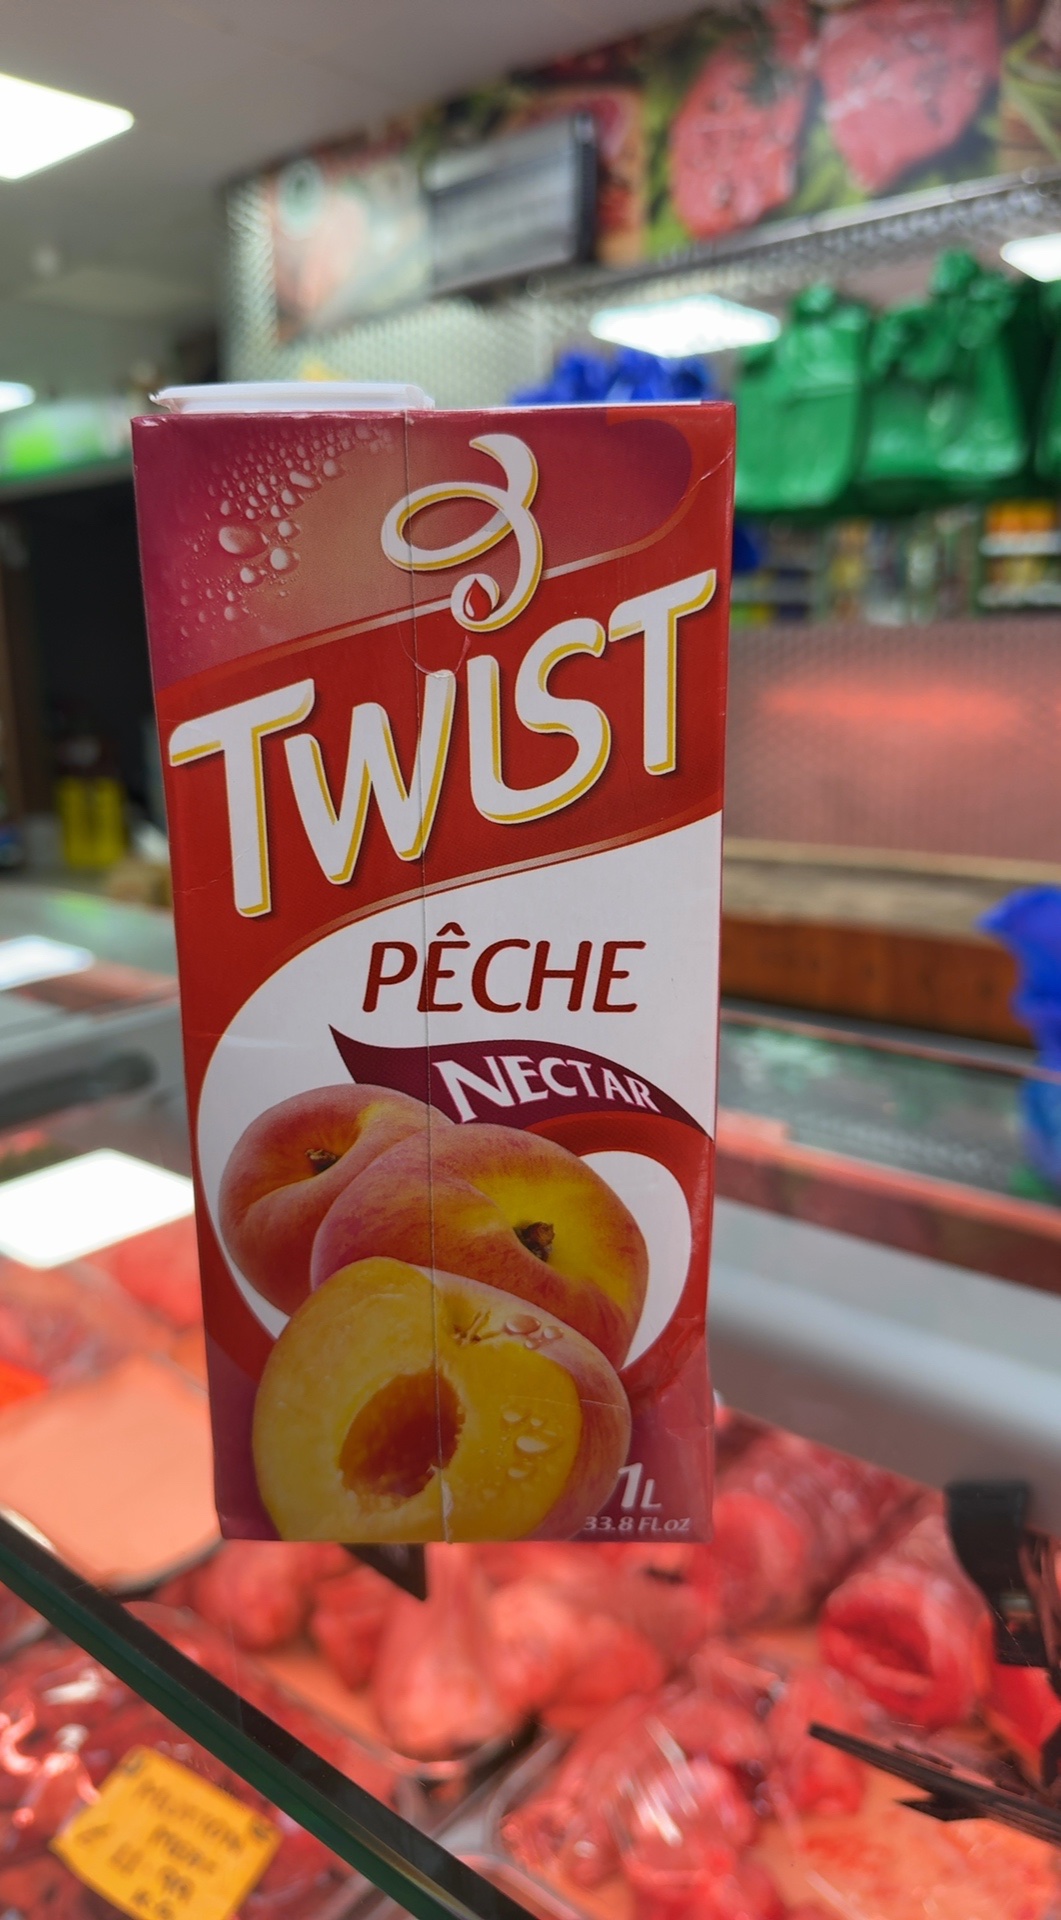 TWIST
PÊCHE
NECTAR
1L
33.8 FL oz